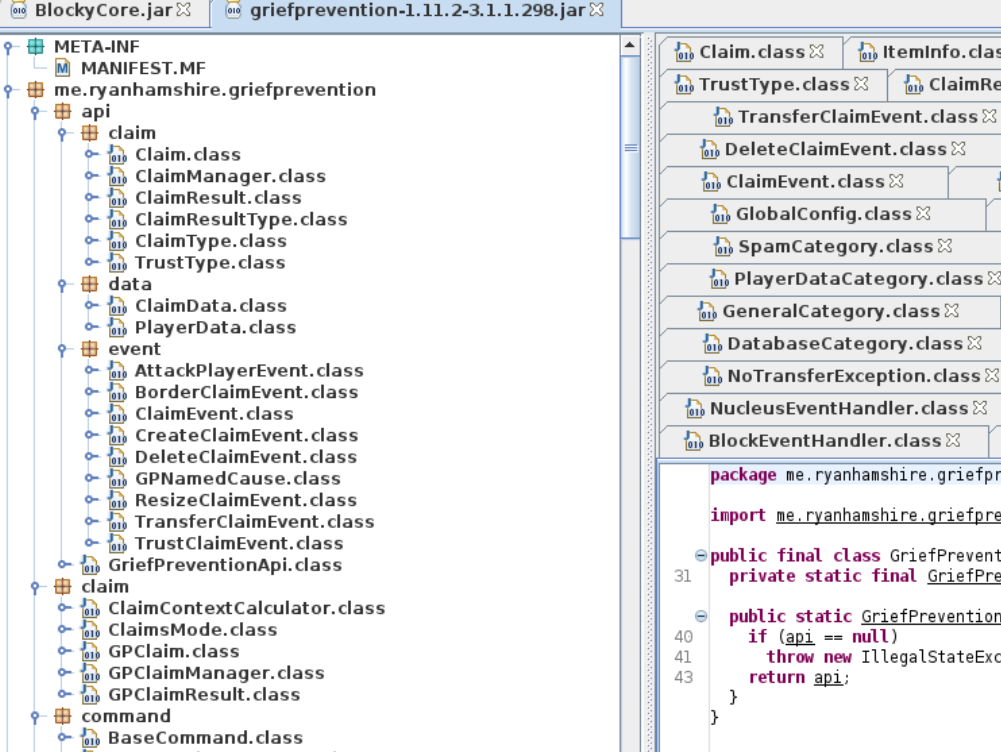 BlockyCore.jar
griefprevention-1.11.2-3.1.1.298.jar
META-INF
MANIFEST.MF
me.ryanhamshire.griefprevention
api
claim
Claim.class
ClaimManager.class
ClaimResult.class
ClaimResultType.class
ClaimType.class
TrustType.class
data
ClaimData.class
PlayerData.class
event
AttackPlayerEvent.class
BorderClaimEvent.class
ClaimEvent.class
CreateClaimEvent.class
DeleteClaimEvent.class
GPNamedCause.class
ResizeClaimEvent.class
TransferClaimEvent.class
TrustClaimEvent.class
GriefPreventionApi.class
claim
ClaimContextCalculator.class
ClaimsMode.class
GPClaim.class
GPClaimManager.class
GPClaimResult.class
command
BaseCommand.class
Claim.class ItemInfo.clas
TrustType.class ClaimRe
TransferClaimEvent.class
DeleteClaimEvent.class
ClaimEvent.class
GlobalConfig.class
SpamCategory.class
PlayerDataCategory.class
GeneralCategory.class
DatabaseCategory.class
NoTransferException.class
NucleusEventHandler.class
BlockEventHandler.class
package me.ryanhamshire.griefpr
import me.ryanhamshire.griefpre
public final class GriefPrevent
31 private static final GriefPre
public static GriefPrevention
40 if (api == null)
41 throw new IllegalStateExc
43 return api;
}
}